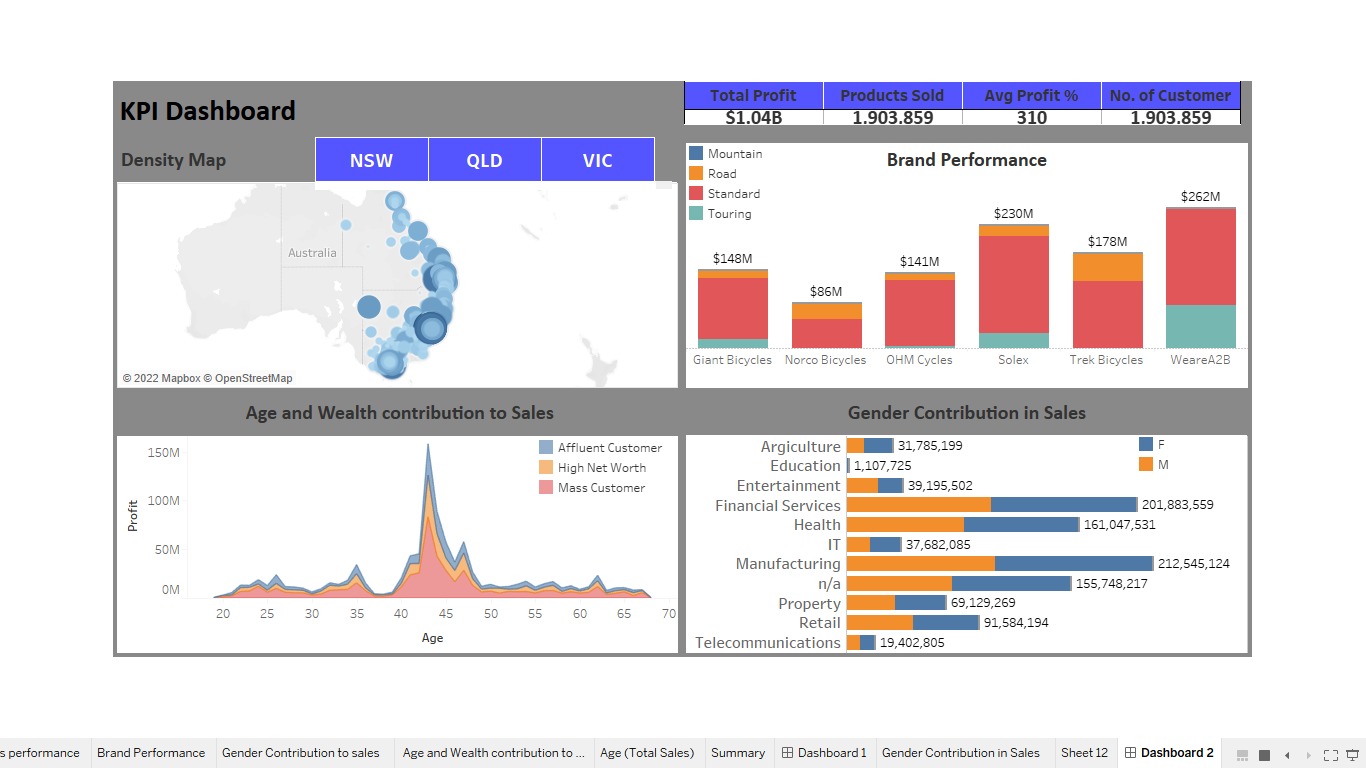 KPI Dashboard
Total Profit Products Sold Avg Profit % No. of Customer
$1.04B 1.903.859 310 1.903.859
Density Map
NSW QLD VIC
Australia
© 2022 Mapbox © OpenStreetMap
Mountain
Road
Standard
Touring
Brand Performance
$148M
$86M
$141M
$230M
$178M
$262M
Giant Bicycles Norco Bicycles OHM Cycles Solex Trek Bicycles WeareA2B
Age and Wealth contribution to Sales
Affluent Customer
High Net Worth
Mass Customer
Profit
150M
100M
50M
0M
20 25 30 35 40 45 50 55 60 65 70
Age
Gender Contribution in Sales
F
M
Argiculture 31,785,199
Education 1,107,725
Entertainment 39,195,502
Financial Services 201,883,559
Health 161,047,531
IT 37,682,085
Manufacturing 212,545,124
n/a 155,748,217
Property 69,129,269
Retail 91,584,194
Telecommunications 19,402,805
s performance Brand Performance Gender Contribution to sales Age and Wealth contribution to ... Age (Total Sales) Summary Dashboard 1 Gender Contribution in Sales Sheet 12 Dashboard 2